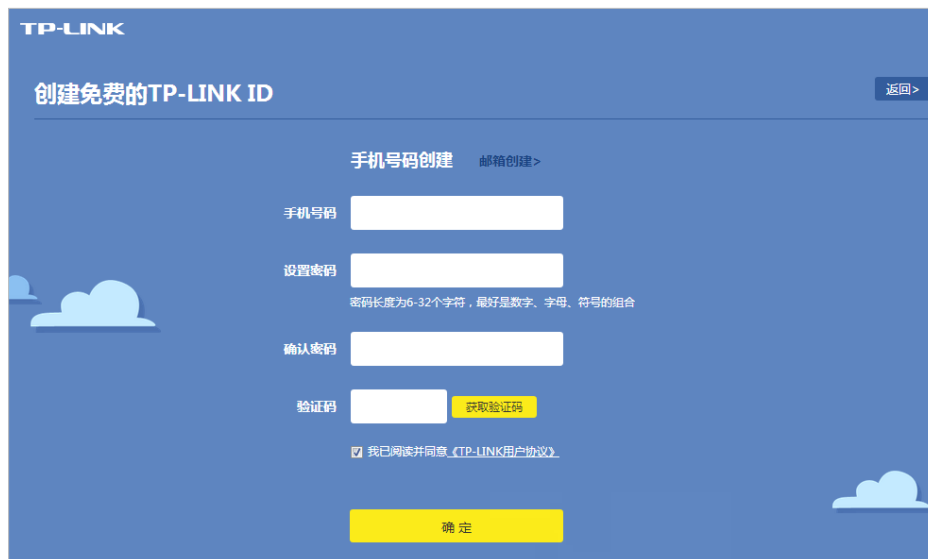 TP-LINK
创建免费的TP-LINK ID
返回>
手机号码创建 邮箱创建>
手机号码
设置密码
密码长度为6-32个字符，最好是数字、字母、符号的组合
确认密码
验证码 获取验证码
我已阅读并同意《TP-LINK用户协议》
确 定